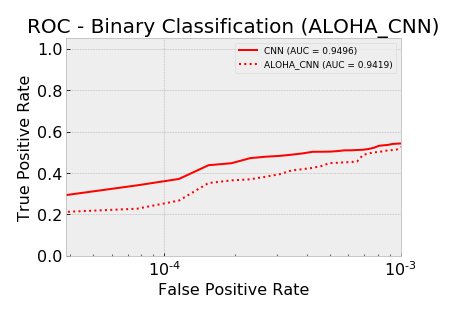 ROC - Binary Classification (ALOHA_CNN)
CNN (AUC = 0.9496)
ALOHA_CNN (AUC = 0.9419)
True Positive Rate
1.0
0.8
0.6
0.4
0.2
0.0
10⁻⁴
10⁻³
False Positive Rate